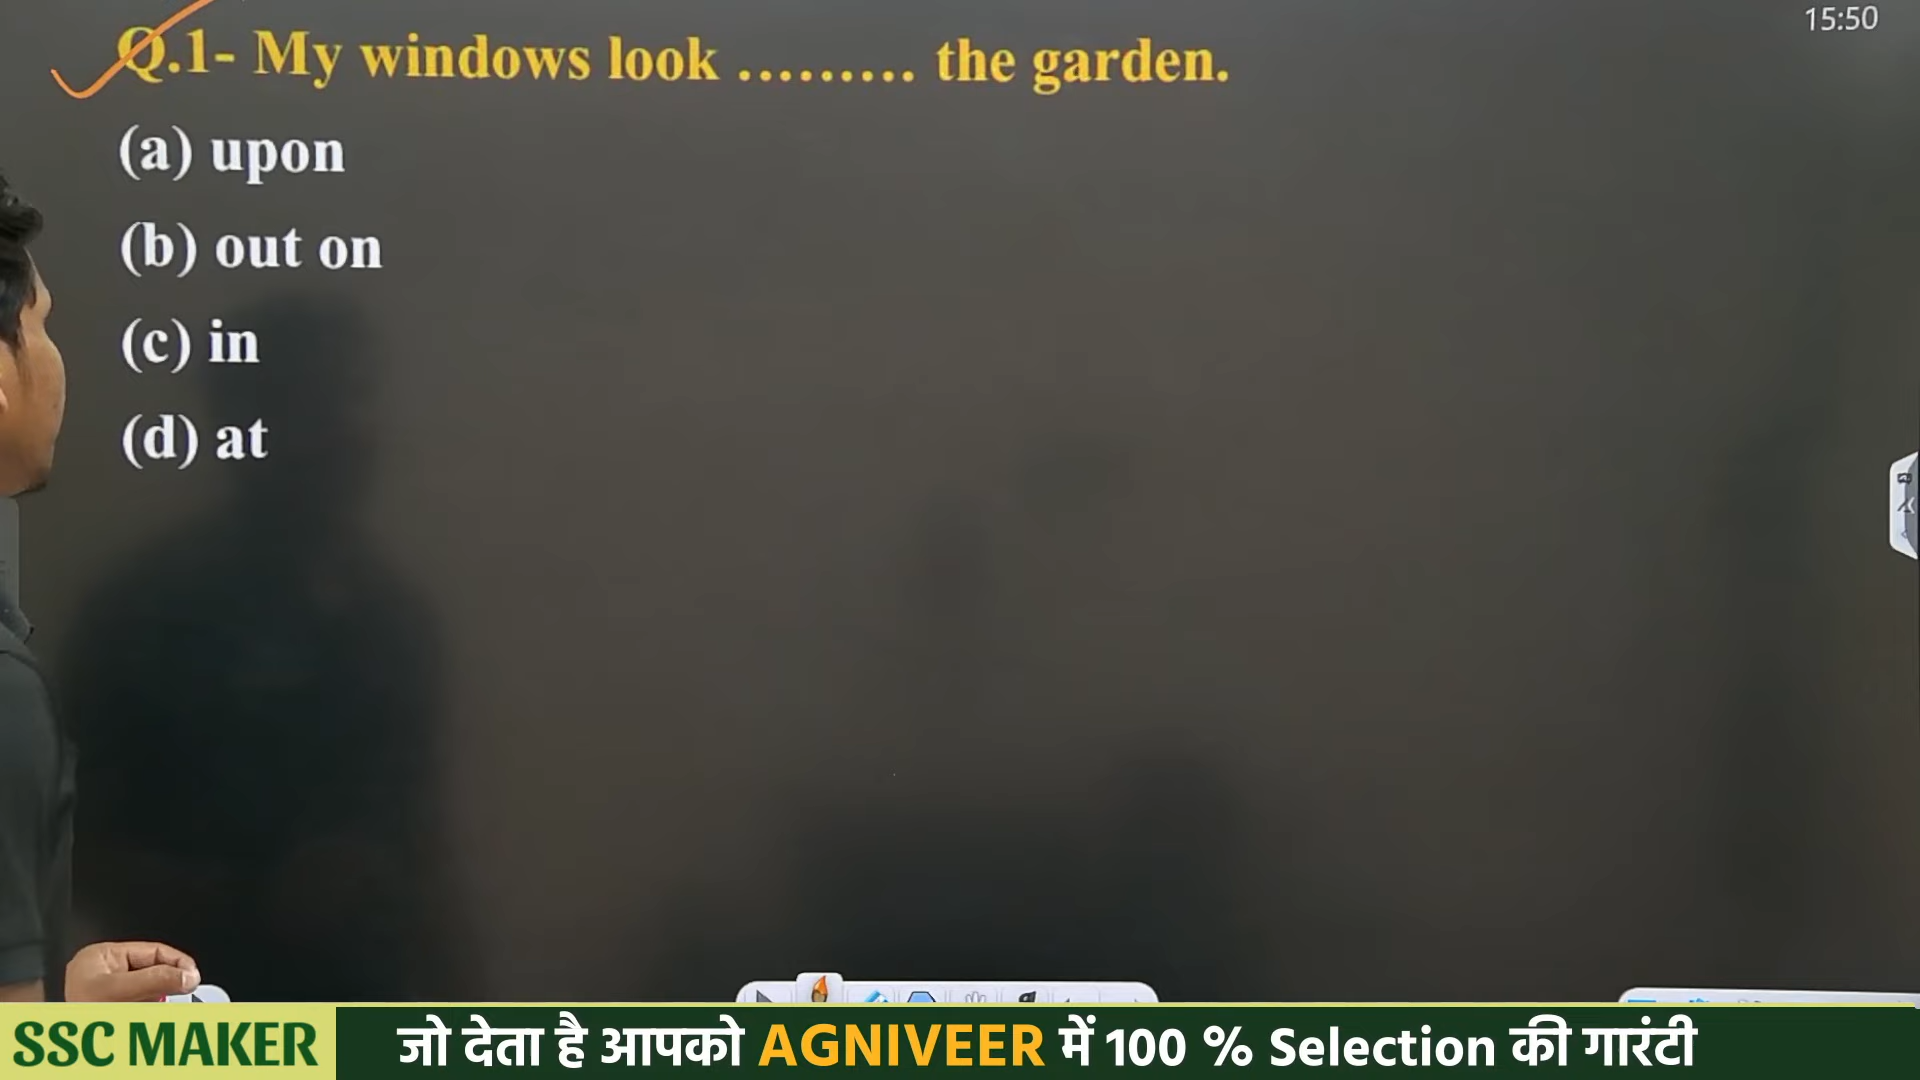 15:50
Q.1- My windows look ......... the garden.
(a) upon
(b) out on
(c) in
(d) at
SSC MAKER जो देता है आपको AGNIVEER में 100 % Selection की गारंटी